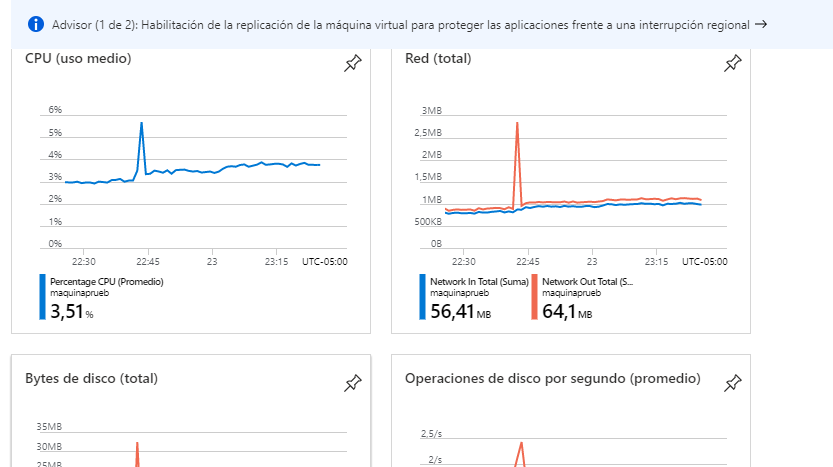 Advisor (1 de 2): Habilitación de la replicación de la máquina virtual para proteger las aplicaciones frente a una interrupción regional →
CPU (uso medio)
6%
5%
4%
3%
2%
1%
0%
22:30 22:45 23 23:15 UTC-05:00
Percentage CPU (Promedio)
maquinaprueb
3,51 %
Red (total)
3MB
2,5MB
2MB
1,5MB
1MB
500KB
0B
22:30 22:45 23 23:15 UTC-05:00
Network In Total (Suma)
maquinaprueb
56,41 MB
Network Out Total (S...
maquinaprueb
64,1 MB
Bytes de disco (total)
35MB
30MB
25MB
Operaciones de disco por segundo (promedio)
2,5/s
2/s